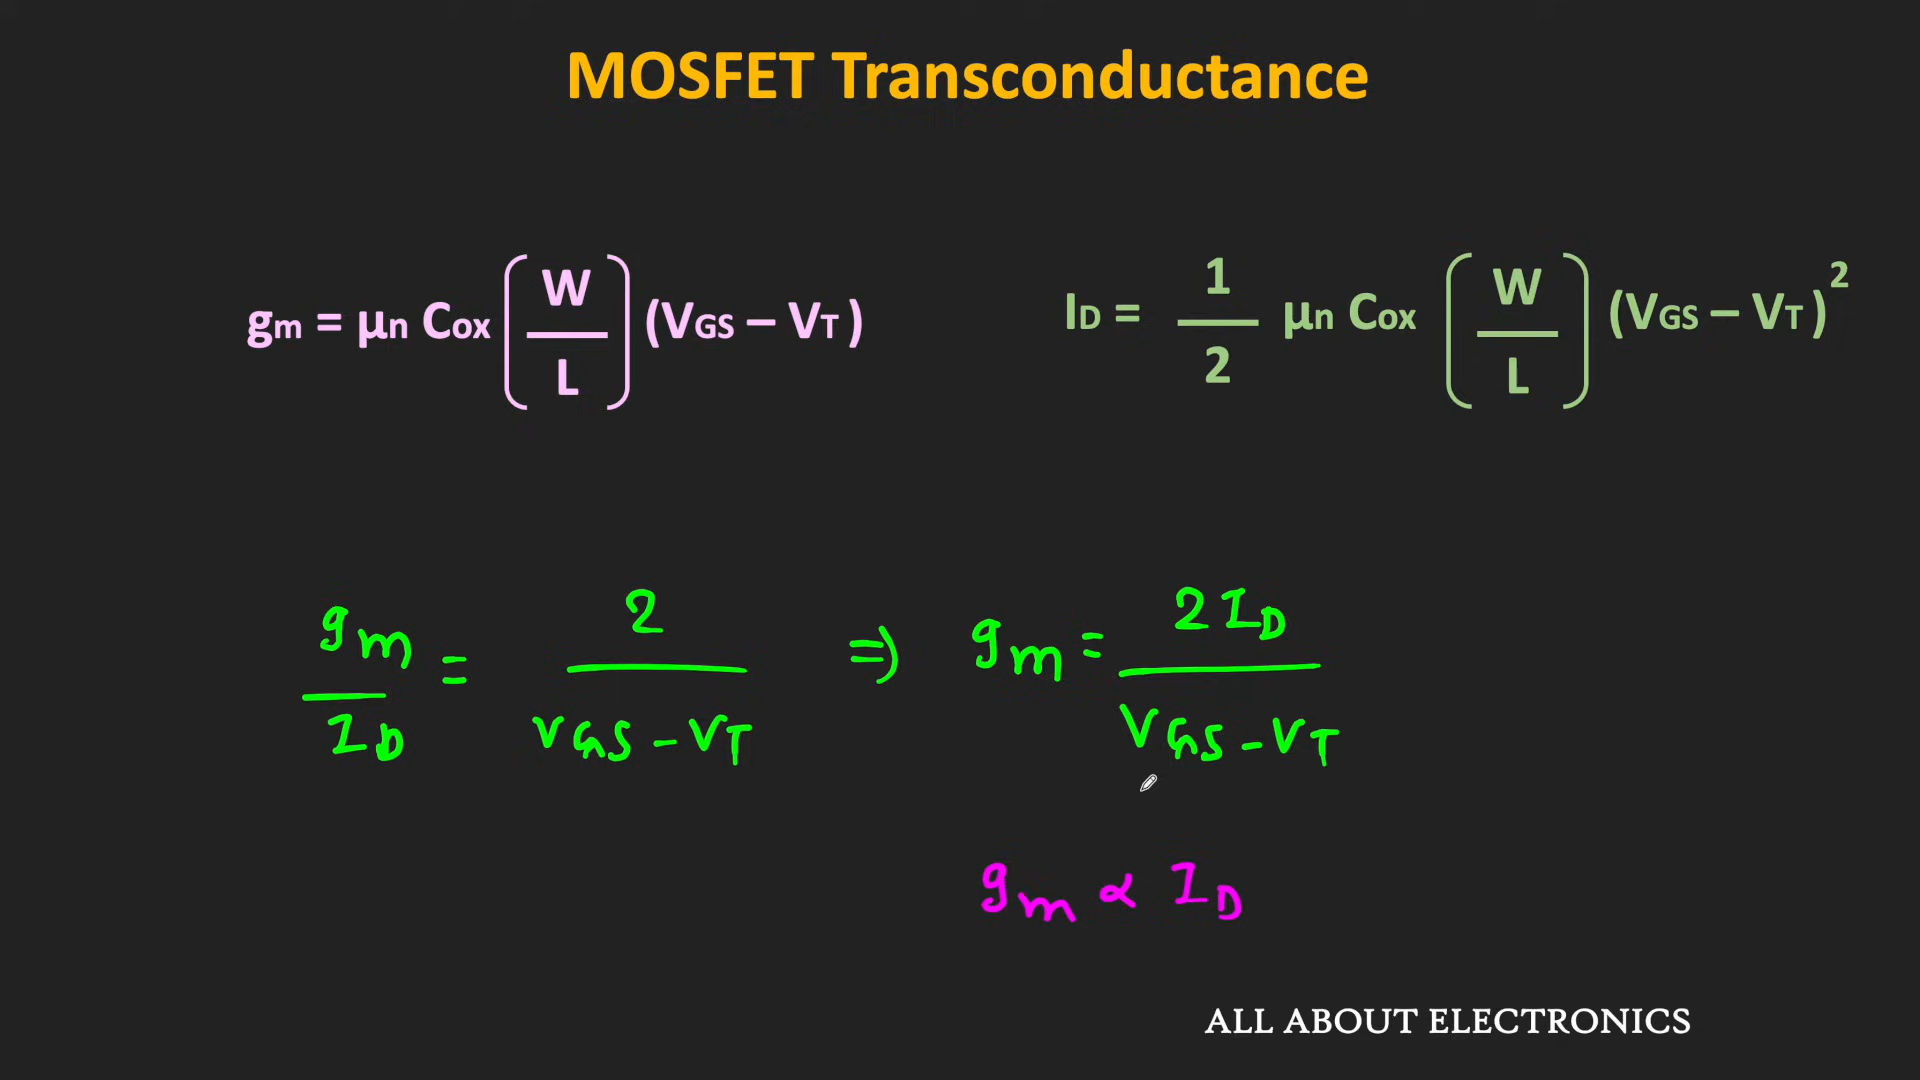 MOSFET Transconductance
gm = μn Cox (W/L) (VGS – VT)
ID = 1/2 μn Cox (W/L) (VGS – VT)²
gm/ID = 2/(VGS – VT) ⇒ gm = 2ID/(VGS – VT)
gm ∝ ID
ALL ABOUT ELECTRONICS